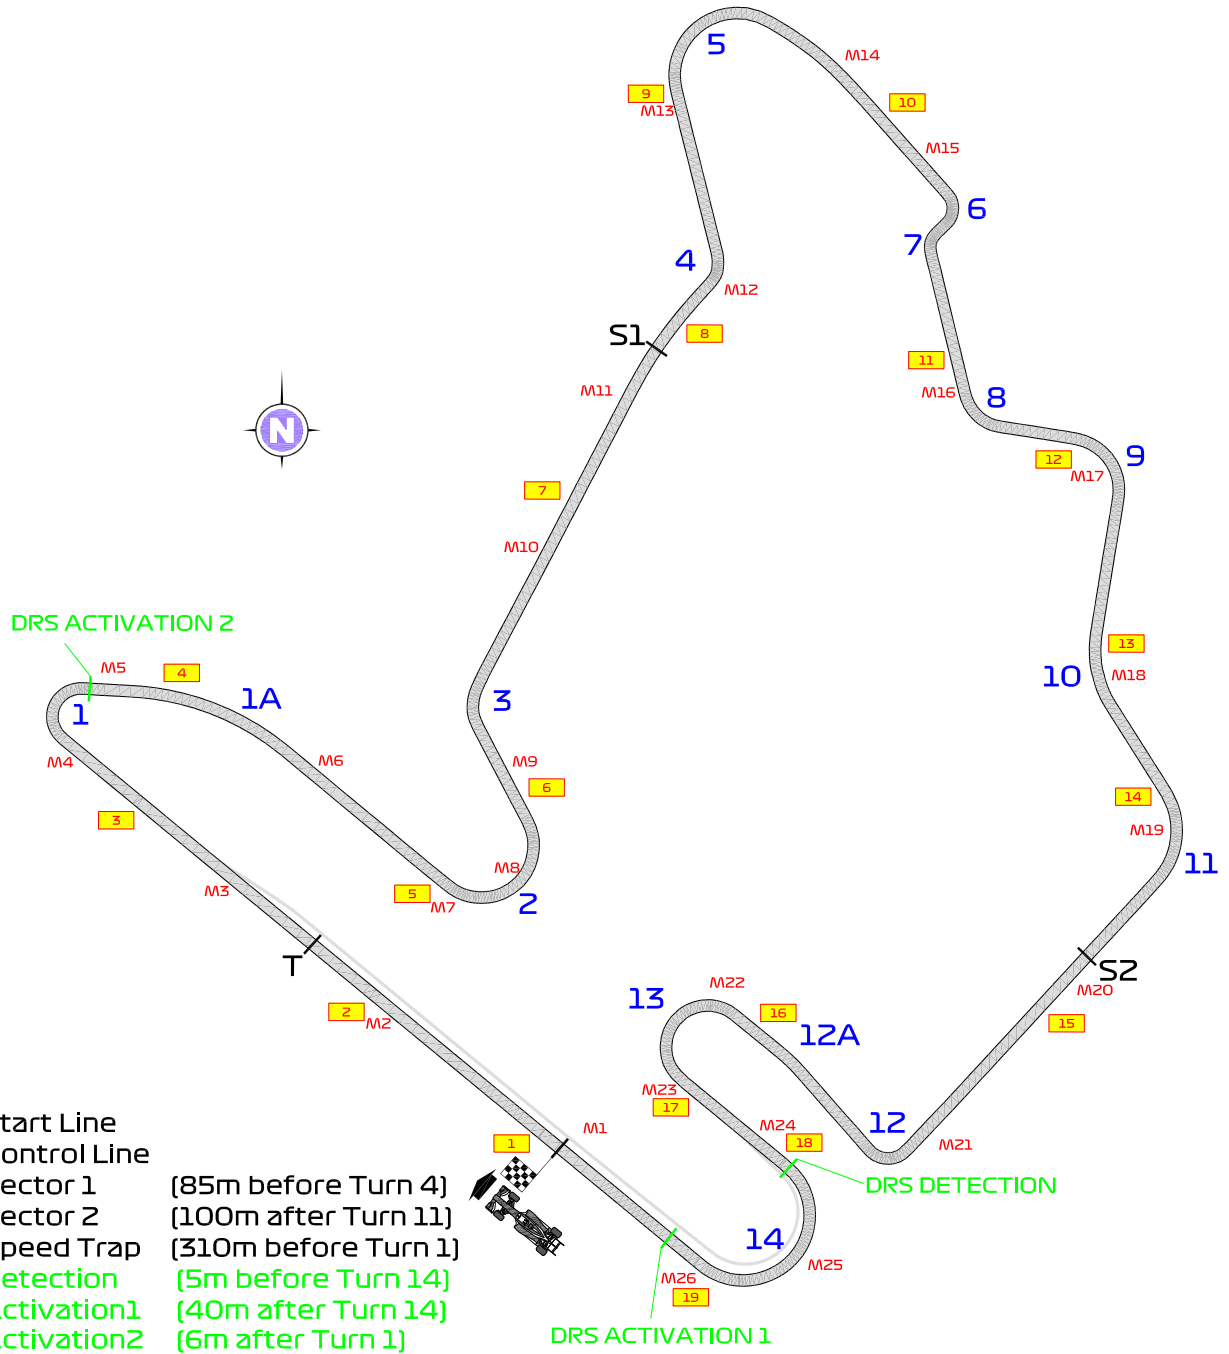 5
M14
9
M13
10
M15
6
7
4
M12
S1
8
11
M16
M11
8
N
12
M17
9
7
M10
DRS ACTIVATION 2
M5
4
1A
1
3
13
10
M18
M4
M6
M9
6
3
14
M19
11
M3
M8
5
M7
2
T
S2
M20
15
2
M2
13
M22
16
12A
M23
17
M24
18
12
M21
1
M1
DRS DETECTION
14
M25
M26
19
DRS ACTIVATION 1
tart Line
ontrol Line
ector 1 (85m before Turn 4)
ector 2 (100m after Turn 11)
peed Trap (310m before Turn 1)
etection (5m before Turn 14)
ctivation1 (40m after Turn 14)
ctivation2 (6m after Turn 1)